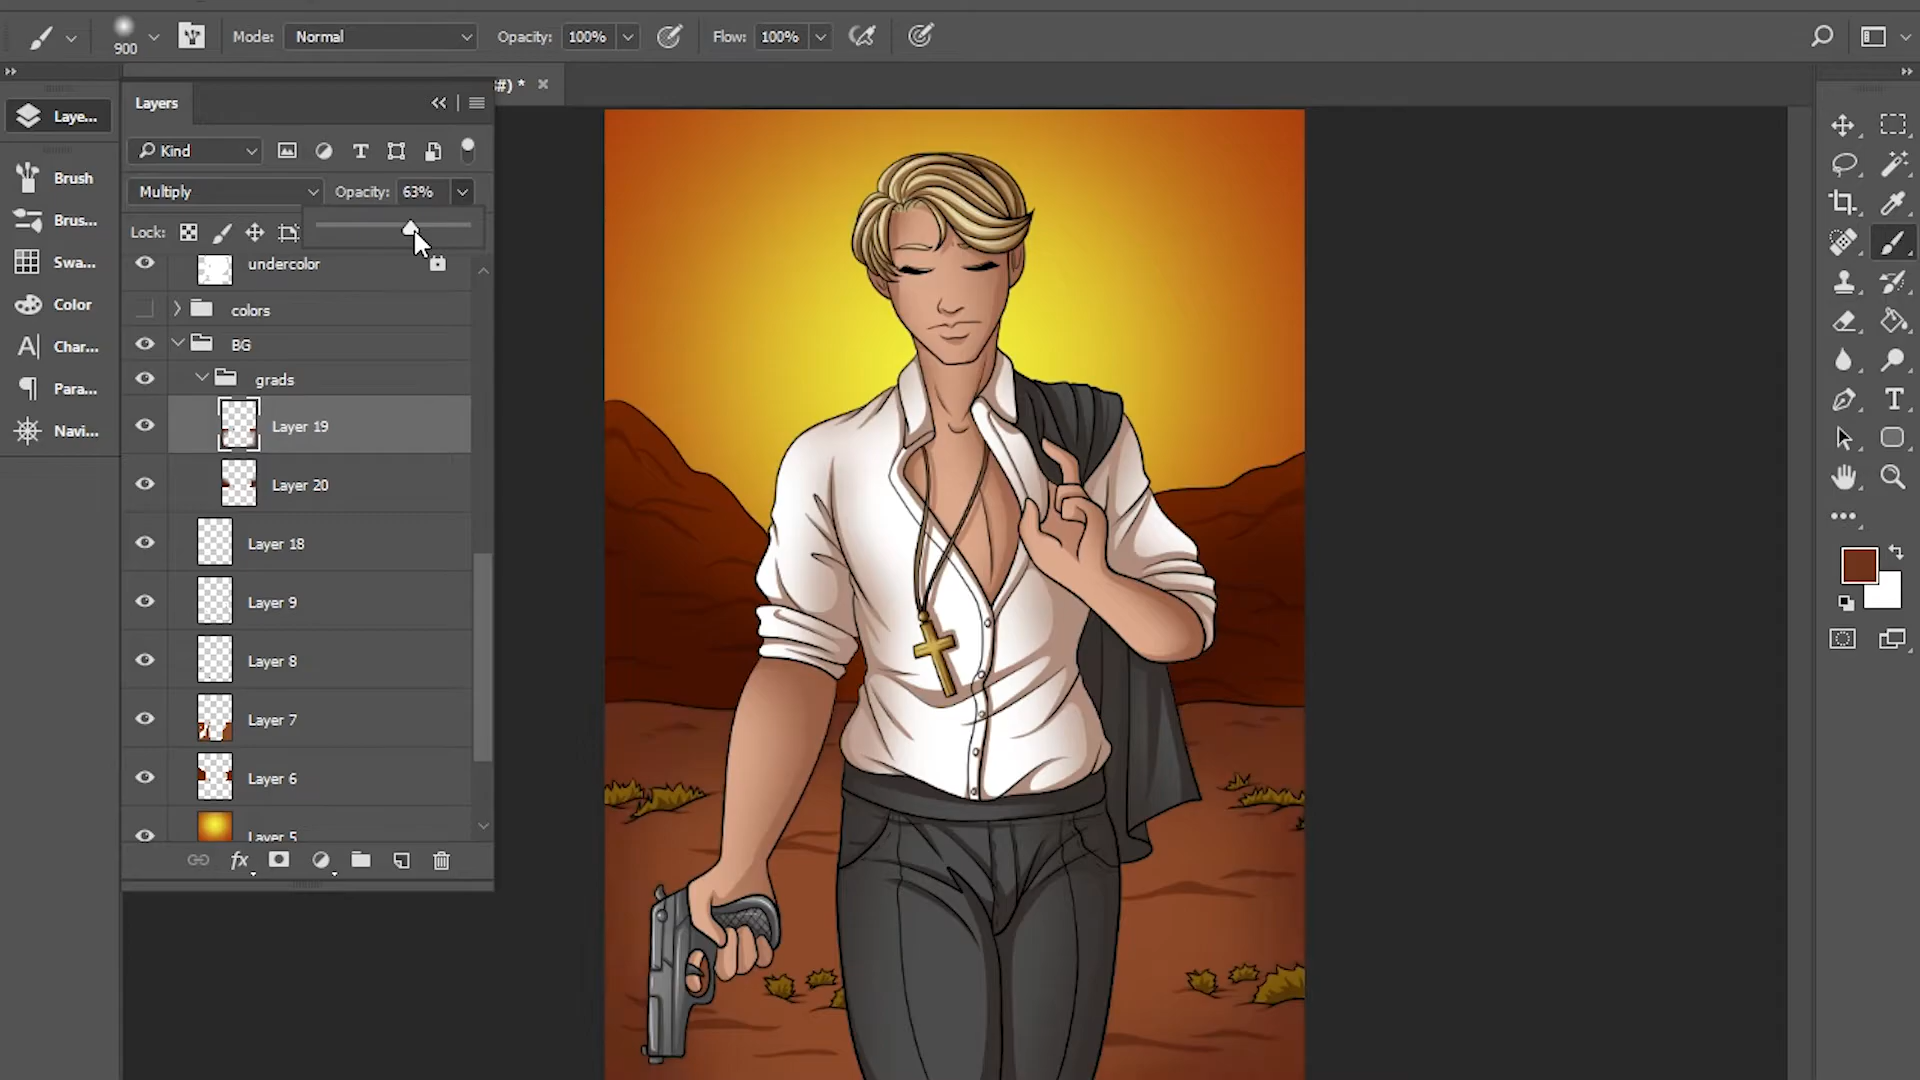 900
Mode: Normal Opacity: 100% Flow: 100%
#) *
Layers
Laye...
Kind
Brush
Multiply Opacity: 63%
Brus...
Lock:
Swa...
undercolor
Color
colors
Char...
BG
Para...
grads
Navi...
Layer 19
Layer 20
Layer 18
Layer 9
Layer 8
Layer 7
Layer 6
Layer 5
fx